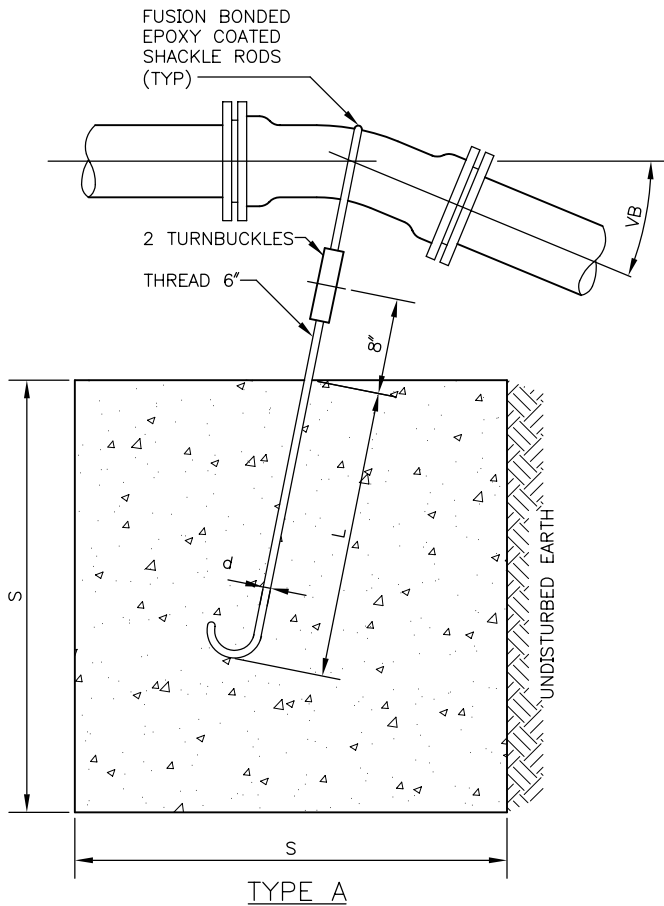 FUSION BONDED
EPOXY COATED
SHACKLE RODS
(TYP)
VB
2 TURNBUCKLES
THREAD 6"
8"
L
d
S
UNDISTURBED EARTH
S
TYPE A